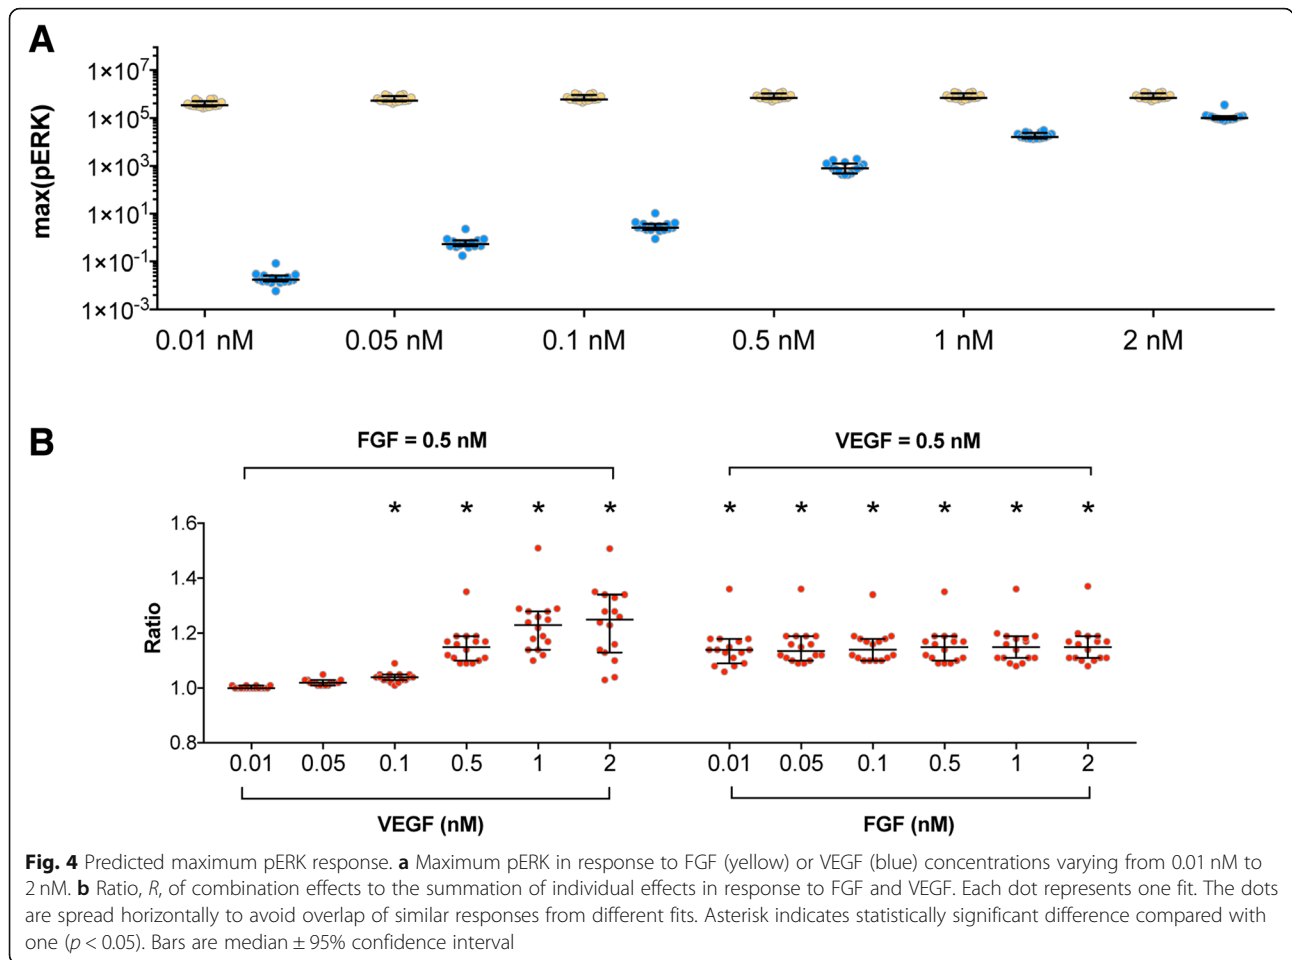 A
max(pERK)
1×10⁷
1×10⁵
1×10³
1×10¹
1×10⁻¹
1×10⁻³
0.01 nM 0.05 nM 0.1 nM 0.5 nM 1 nM 2 nM
B
FGF = 0.5 nM VEGF = 0.5 nM
* * * * * * * * * *
Ratio
1.6
1.4
1.2
1.0
0.8
0.01 0.05 0.1 0.5 1 2 0.01 0.05 0.1 0.5 1 2
VEGF (nM) FGF (nM)
Fig. 4 Predicted maximum pERK response. a Maximum pERK in response to FGF (yellow) or VEGF (blue) concentrations varying from 0.01 nM to
2 nM. b Ratio, R, of combination effects to the summation of individual effects in response to FGF and VEGF. Each dot represents one fit. The dots
are spread horizontally to avoid overlap of similar responses from different fits. Asterisk indicates statistically significant difference compared with
one (p < 0.05). Bars are median ± 95% confidence interval